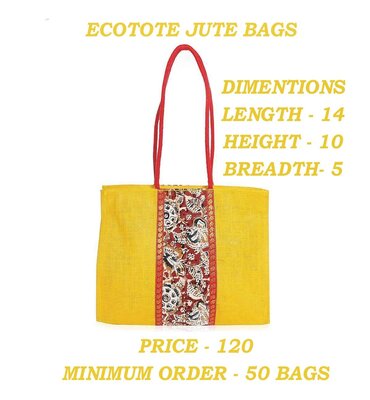 ECOTOTE JUTE BAGS
DIMENTIONS
LENGTH - 14
HEIGHT - 10
BREADTH- 5
PRICE - 120
MINIMUM ORDER - 50 BAGS